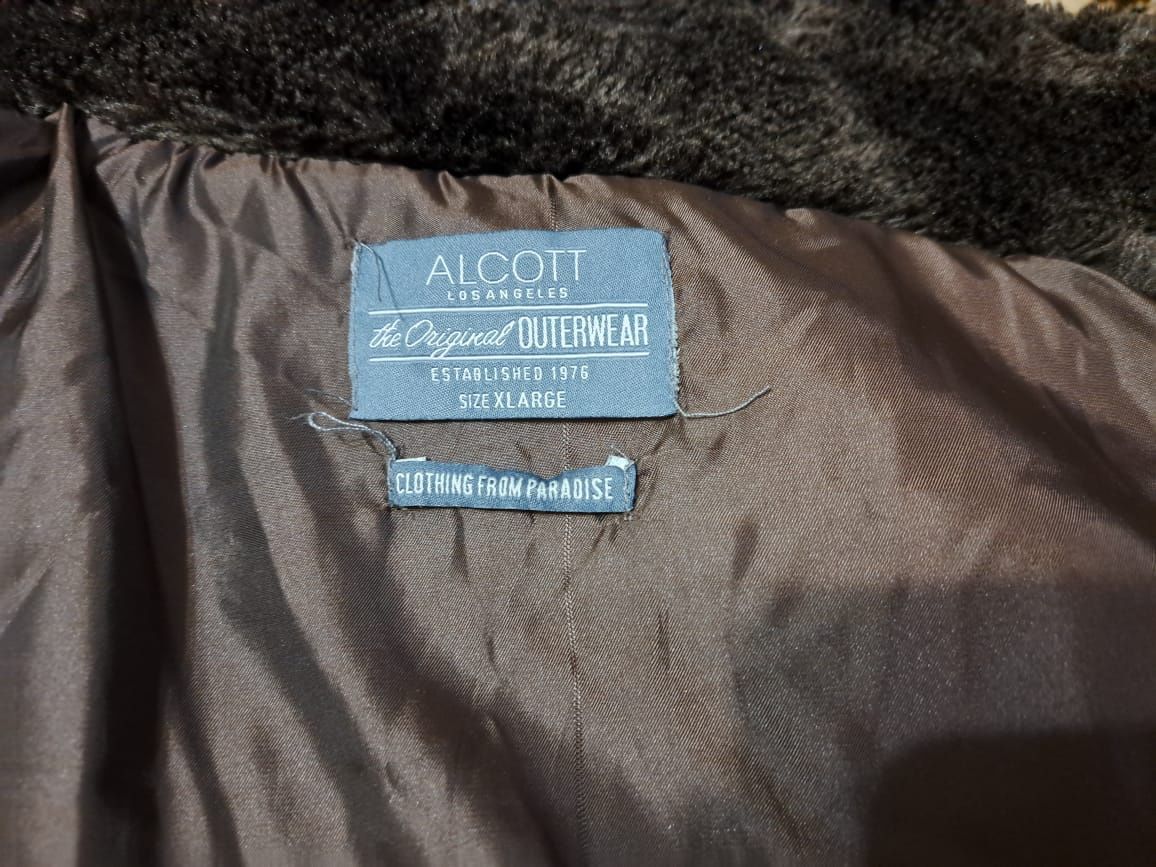 ALCOTT
LOS ANGELES
the Original OUTERWEAR
ESTABLISHED 1976
SIZE XLARGE
CLOTHING FROM PARADISE